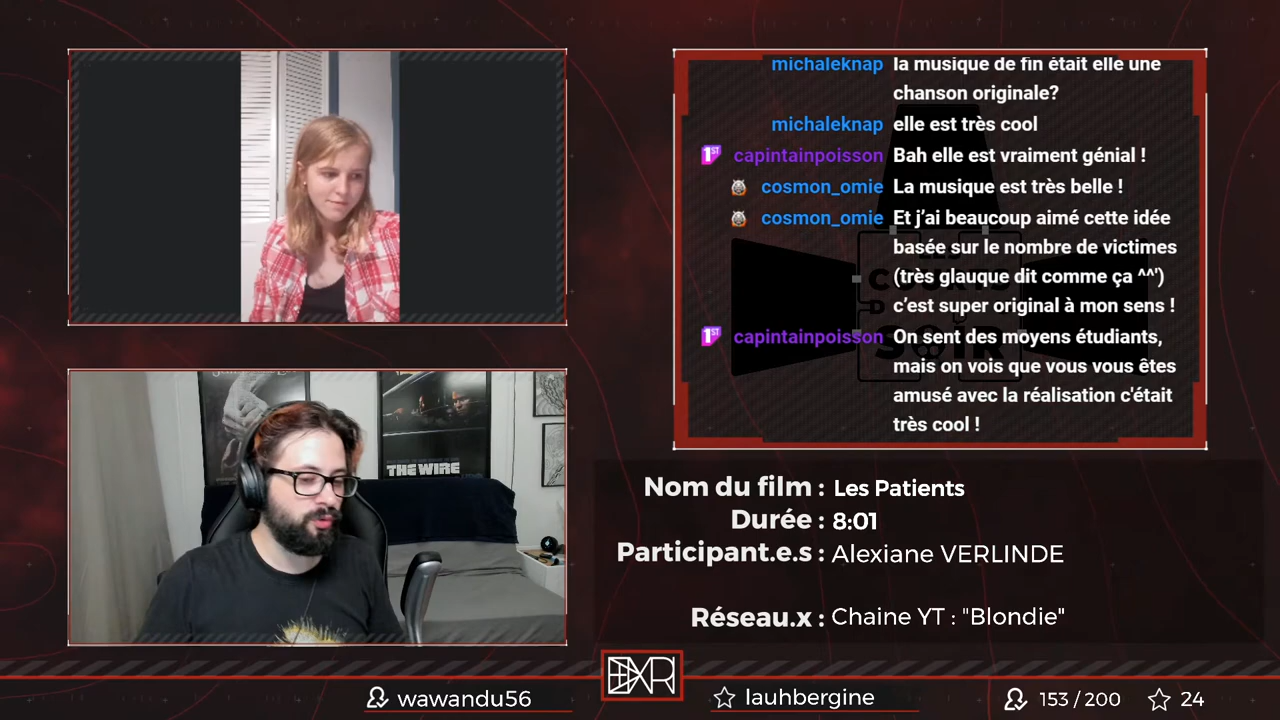 michaleknap la musique de fin était elle une
chanson originale?
michaleknap elle est très cool
1ST capintainpoisson Bah elle est vraiment génial !
cosmon_omie La musique est très belle !
cosmon_omie Et j'ai beaucoup aimé cette idée
basée sur le nombre de victimes
(très glauque dit comme ça ^^')
c'est super original à mon sens !
1ST capintainpoisson On sent des moyens étudiants,
mais on vois que vous vous êtes
amusé avec la réalisation c'était
très cool !
SOIR
THE WIRE
Nom du film : Les Patients
Durée : 8:01
Participant.e.s : Alexiane VERLINDE
Réseau.x : Chaine YT : "Blondie"
wawandu56
lauhbergine
153 / 200
24